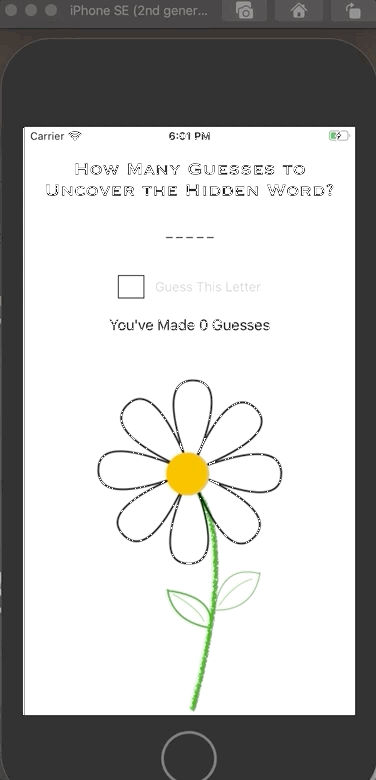 iPhone SE (2nd gener...
Carrier 6:01 PM
How Many Guesses to
Uncover the Hidden Word?
_ _ _ _ _
Guess This Letter
You've Made 0 Guesses